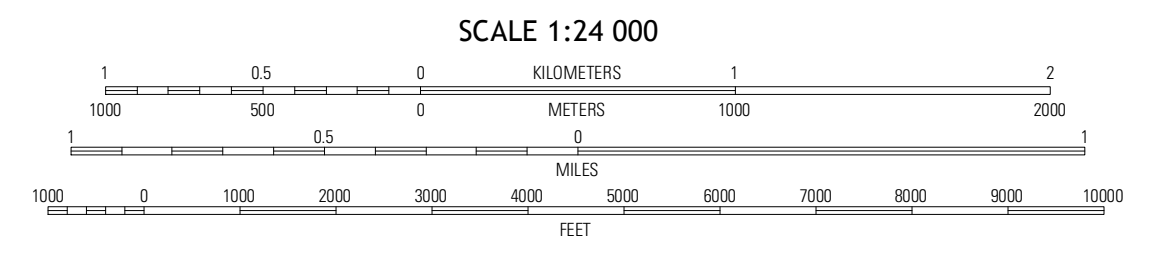 SCALE 1:24 000
1 0.5 0 KILOMETERS 1 2
1000 500 0 METERS 1000 2000
1 0.5 0 1
MILES
1000 0 1000 2000 3000 4000 5000 6000 7000 8000 9000 10000
FEET